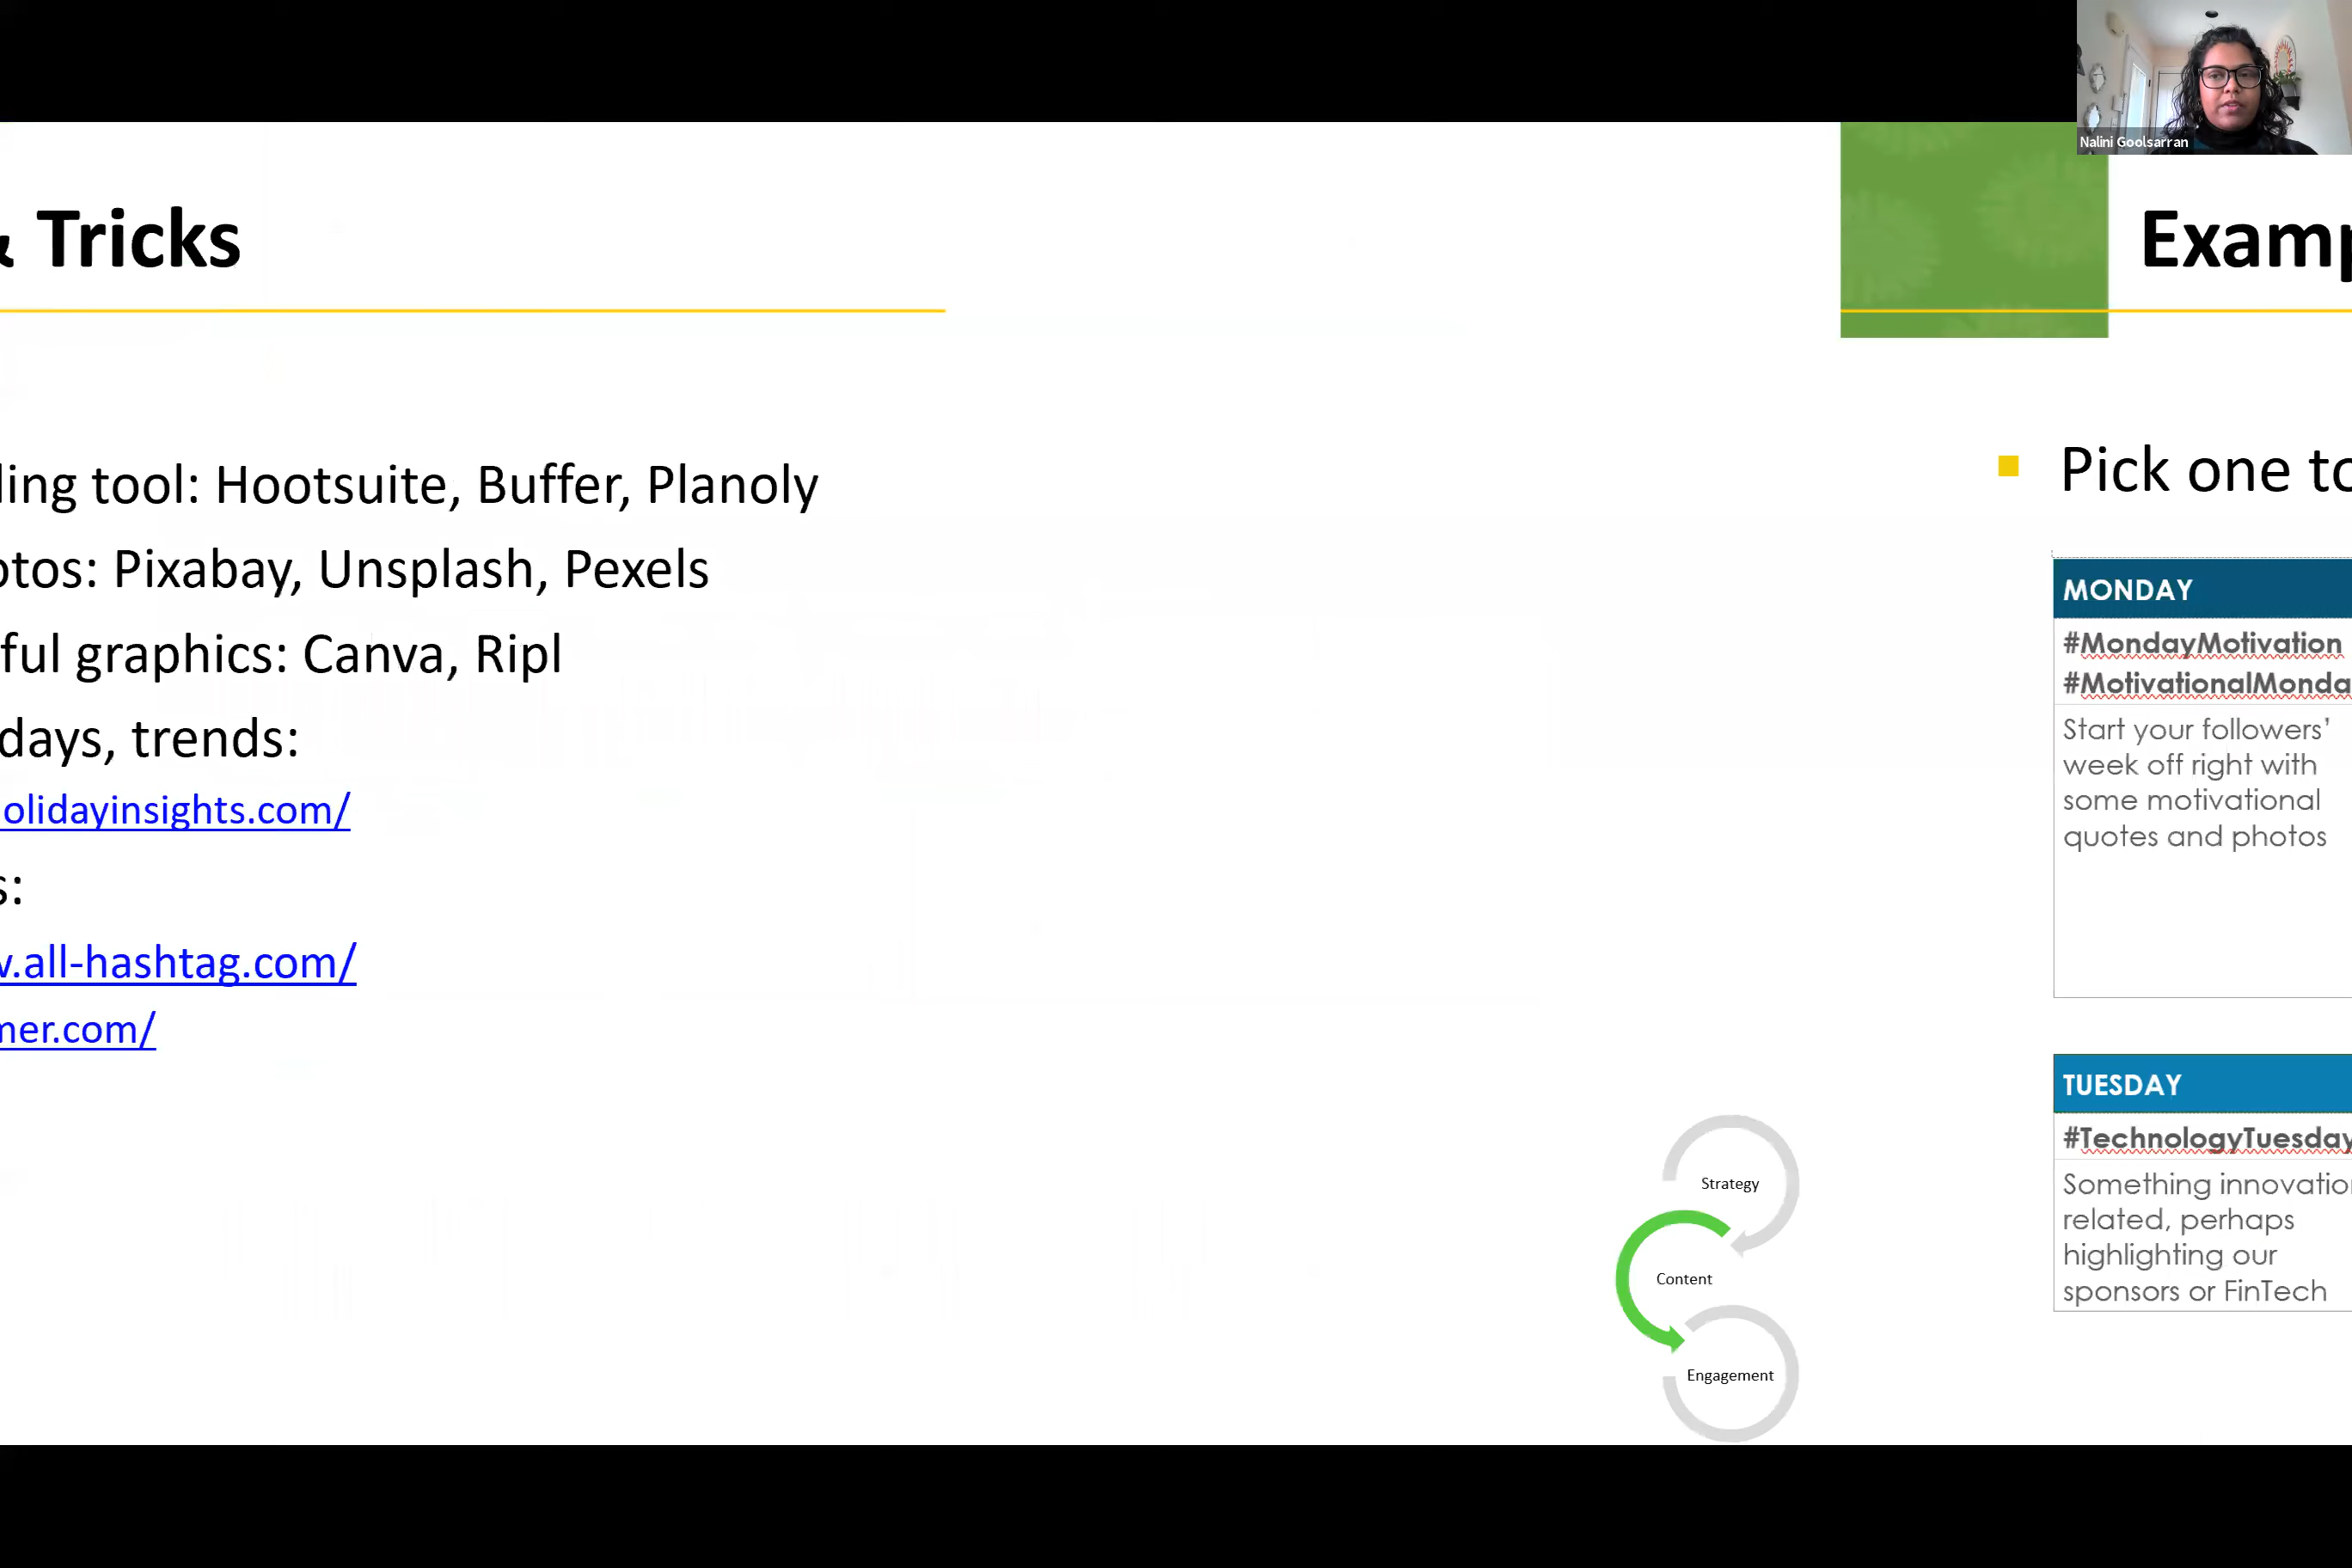 Nalini Goolsarran
& Tricks
ling tool: Hootsuite, Buffer, Planoly
otos: Pixabay, Unsplash, Pexels
ful graphics: Canva, Ripl
days, trends:
olidayinsights.com/
s:
w.all-hashtag.com/
mer.com/
Strategy
Content
Engagement
Examp
Pick one to
MONDAY
#MondayMotivation
#MotivationalMonda
Start your followers’
week off right with
some motivational
quotes and photos
TUESDAY
#TechnologyTuesday
Something innovation
related, perhaps
highlighting our
sponsors or FinTech